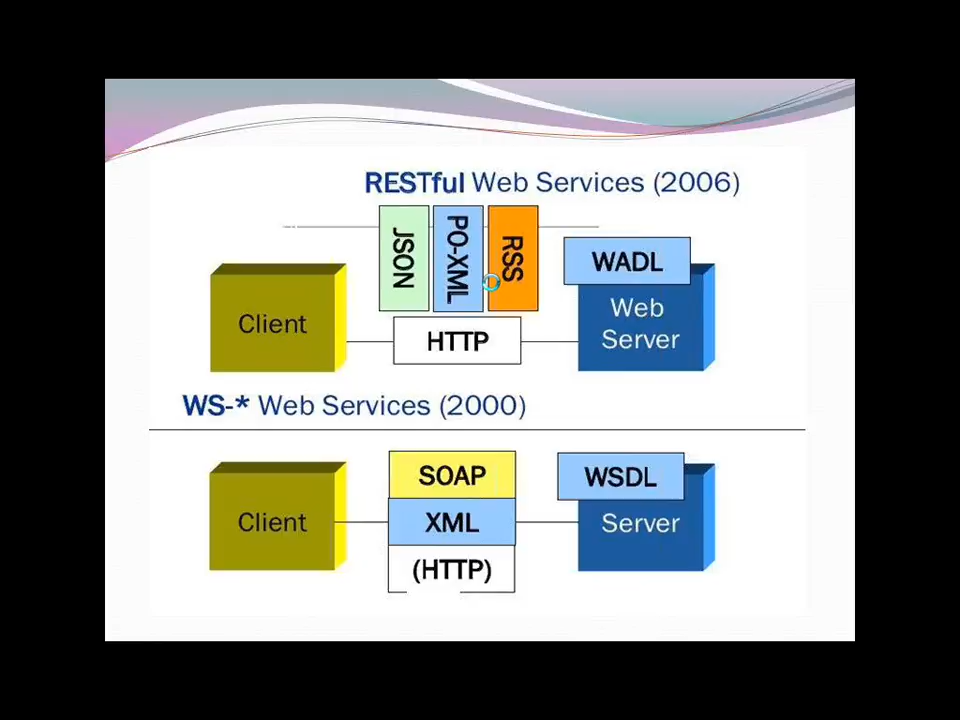 RESTful Web Services (2006)
JSON
PO-XML
RSS
WADL
Client
HTTP
Web
Server
WS-* Web Services (2000)
Client
SOAP
XML
(HTTP)
WSDL
Server